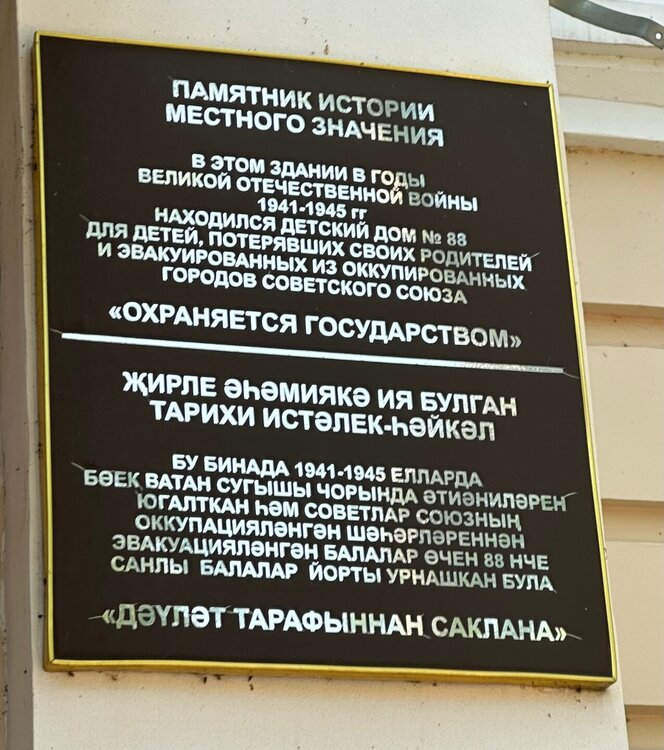 ПАМЯТНИК ИСТОРИИ
МЕСТНОГО ЗНАЧЕНИЯ
В ЭТОМ ЗДАНИИ В ГОДЫ
ВЕЛИКОЙ ОТЕЧЕСТВЕННОЙ ВОЙНЫ
1941-1945 гг
НАХОДИЛСЯ ДЕТСКИЙ ДОМ № 88
ДЛЯ ДЕТЕЙ, ПОТЕРЯВШИХ СВОИХ РОДИТЕЛЕЙ
И ЭВАКУИРОВАННЫХ ИЗ ОККУПИРОВАННЫХ
ГОРОДОВ СОВЕТСКОГО СОЮЗА
«ОХРАНЯЕТСЯ ГОСУДАРСТВОМ»
ҖИРЛЕ ӘҺӘМИЯКӘ ИЯ БУЛГАН
ТАРИХИ ИСТӘЛЕК-ҺӘЙКӘЛ
БУ БИНАДА 1941-1945 ЕЛЛАРДА
БӨЕК ВАТАН СУГЫШЫ ЧОРЫНДА ӘТИӘНИЛӘРЕН
ЮГАЛТКАН ҺӘМ СОВЕТЛАР СОЮЗНЫҢ
ОККУПАЦИЯЛӘНГӘН ШӘҺӘРЛӘРЕННӘН
ЭВАКУАЦИЯЛӘНГӘН БАЛАЛАР ӨЧЕН 88 НЧЕ
САНЛЫ БАЛАЛАР ЙОРТЫ УРНАШКАН БУЛА
«ДӘҮЛӘТ ТАРАФЫННАН САКЛАНА»